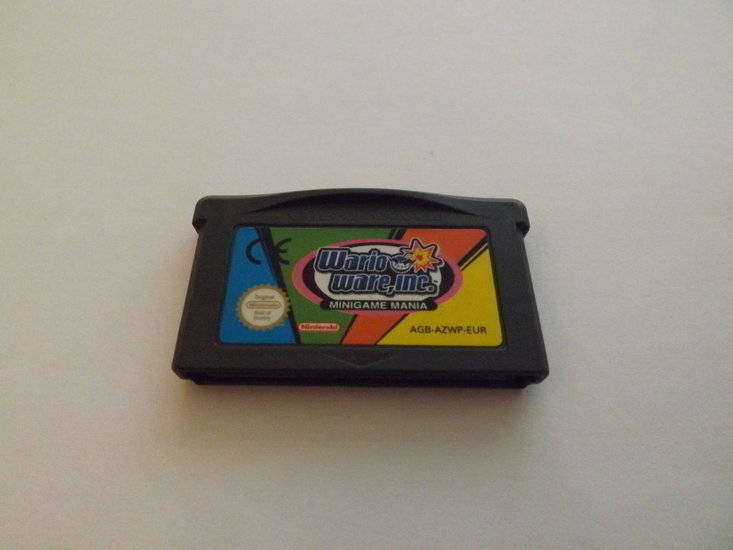 CE
Wario
Ware,Inc.
MINIGAME MANIA
Original
Nintendo
Seal of
Quality
Nintendo
AGB-AZWP-EUR